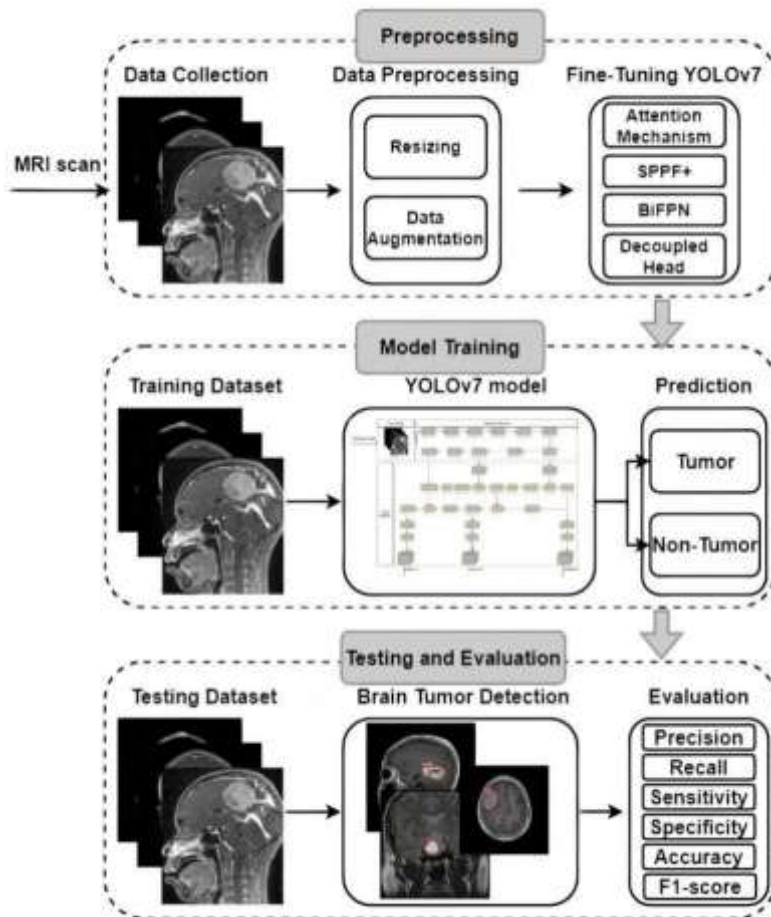 Preprocessing
Data Collection
Data Preprocessing
Fine-Tuning YOLOv7
MRI scan
Resizing
Data
Augmentation
Attention
Mechanism
SPPF+
BiFPN
Decoupled
Head
Model Training
Training Dataset
YOLOv7 model
Prediction
Tumor
Non-Tumor
Testing and Evaluation
Testing Dataset
Brain Tumor Detection
Evaluation
Precision
Recall
Sensitivity
Specificity
Accuracy
F1-score